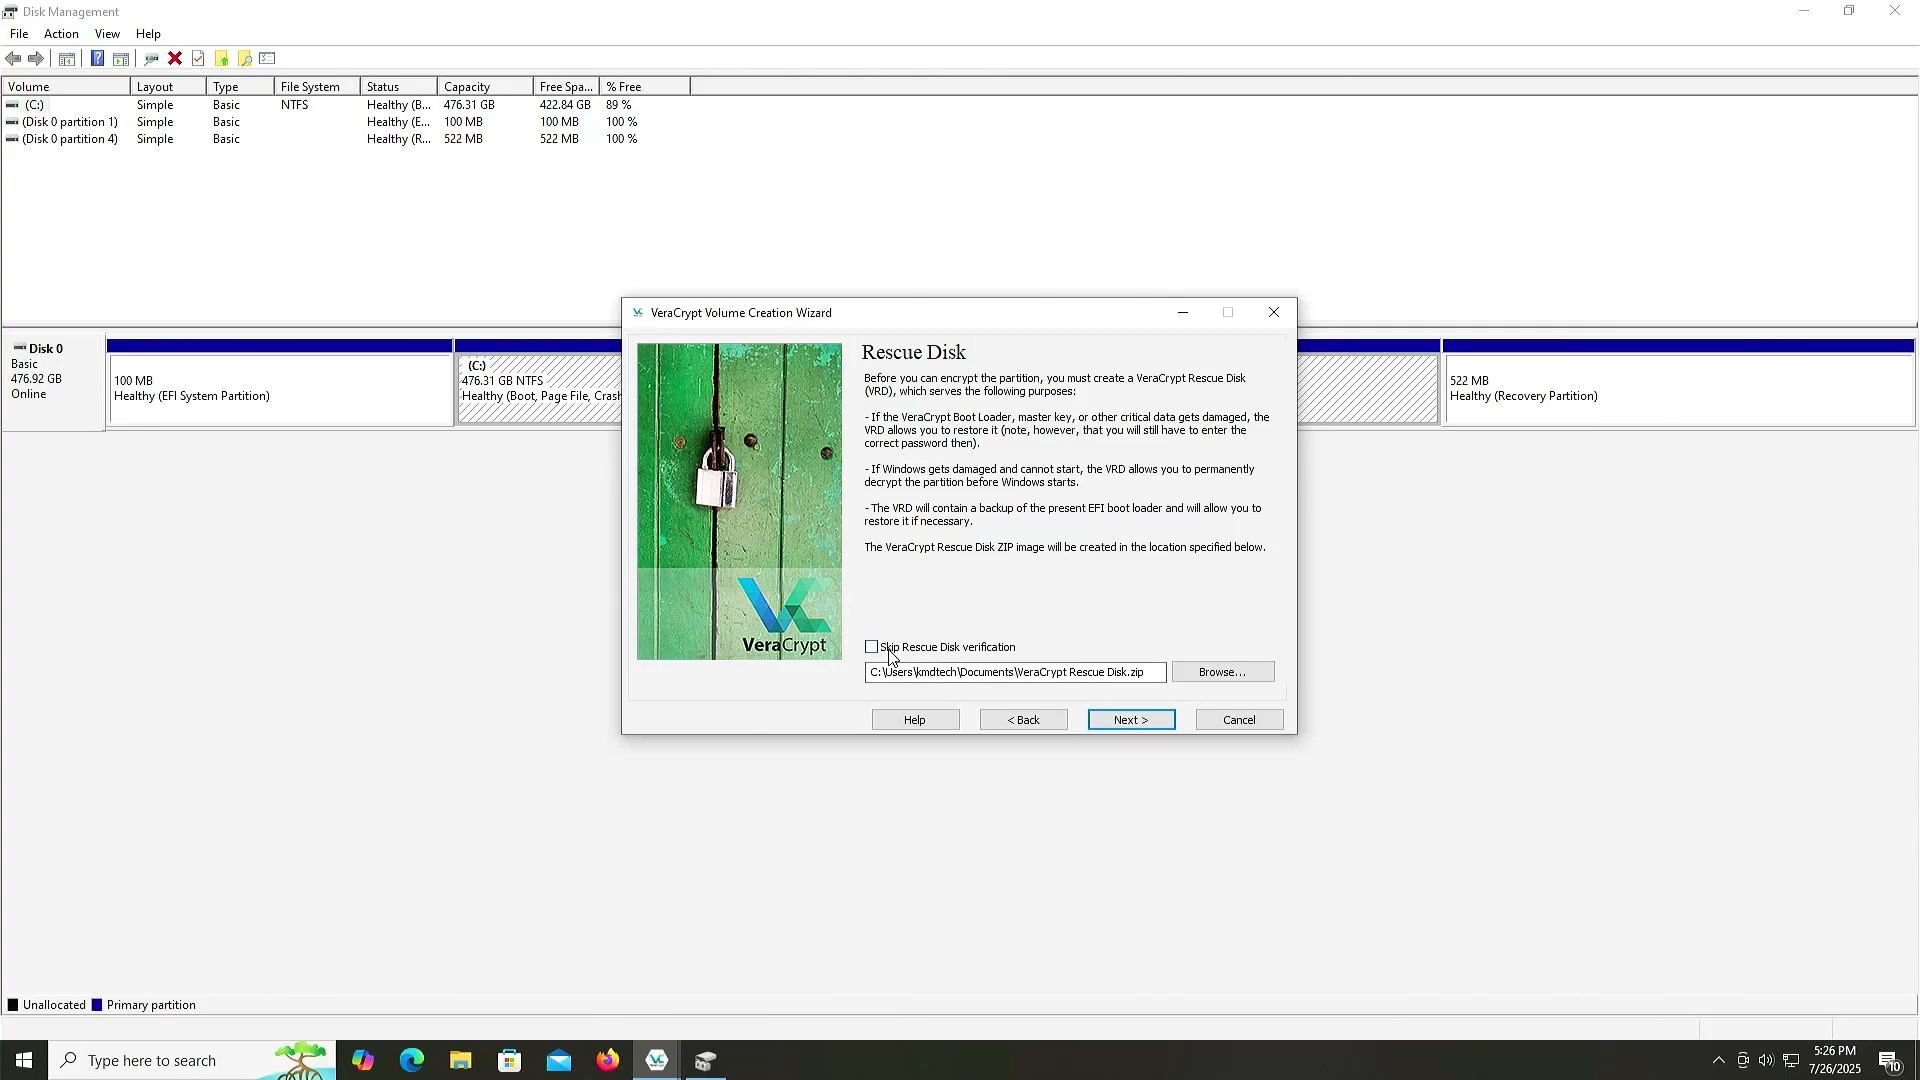 Disk Management
File Action View Help
Volume Layout Type File System Status Capacity Free Spa... % Free
(C:) Simple Basic NTFS Healthy (B... 476.31 GB 422.84 GB 89 %
(Disk 0 partition 1) Simple Basic Healthy (E... 100 MB 100 MB 100 %
(Disk 0 partition 4) Simple Basic Healthy (R... 522 MB 522 MB 100 %
Disk 0
Basic
476.92 GB
Online
100 MB
Healthy (EFI System Partition)
(C:)
476.31 GB NTFS
Healthy (Boot, Page File, Crash
522 MB
Healthy (Recovery Partition)
VeraCrypt Volume Creation Wizard
VeraCrypt
Rescue Disk
Before you can encrypt the partition, you must create a VeraCrypt Rescue Disk
(VRD), which serves the following purposes:
- If the VeraCrypt Boot Loader, master key, or other critical data gets damaged, the
VRD allows you to restore it (note, however, that you will still have to enter the
correct password then).
- If Windows gets damaged and cannot start, the VRD allows you to permanently
decrypt the partition before Windows starts.
- The VRD will contain a backup of the present EFI boot loader and will allow you to
restore it if necessary.
The VeraCrypt Rescue Disk ZIP image will be created in the location specified below.
Skip Rescue Disk verification
C:\Users\kmdtech\Documents\VeraCrypt Rescue Disk.zip Browse...
Help < Back Next > Cancel
Unallocated Primary partition
Type here to search
5:26 PM
7/26/2025
10